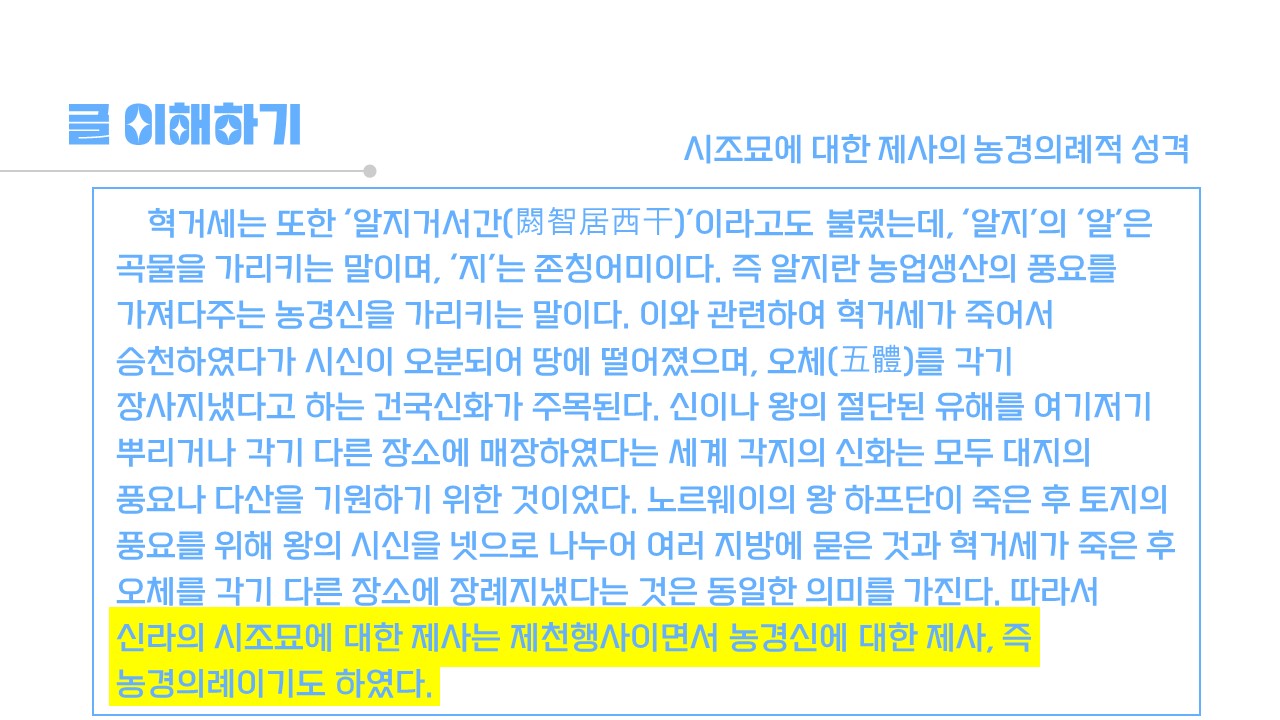 글 이해하기
시조묘에 대한 제사의 농경의례적 성격
혁거세는 또한 ‘알지거서간(閼智居西干)’이라고도 불렸는데, ‘알지’의 ‘알’은
곡물을 가리키는 말이며, ‘지’는 존칭어미이다. 즉 알지란 농업생산의 풍요를
가져다주는 농경신을 가리키는 말이다. 이와 관련하여 혁거세가 죽어서
승천하였다가 시신이 오분되어 땅에 떨어졌으며, 오체(五體)를 각기
장사지냈다고 하는 건국신화가 주목된다. 신이나 왕의 절단된 유해를 여기저기
뿌리거나 각기 다른 장소에 매장하였다는 세계 각지의 신화는 모두 대지의
풍요나 다산을 기원하기 위한 것이었다. 노르웨이의 왕 하프단이 죽은 후 토지의
풍요를 위해 왕의 시신을 넷으로 나누어 여러 지방에 묻은 것과 혁거세가 죽은 후
오체를 각기 다른 장소에 장례지냈다는 것은 동일한 의미를 가진다. 따라서
신라의 시조묘에 대한 제사는 제천행사이면서 농경신에 대한 제사, 즉
농경의례이기도 하였다.